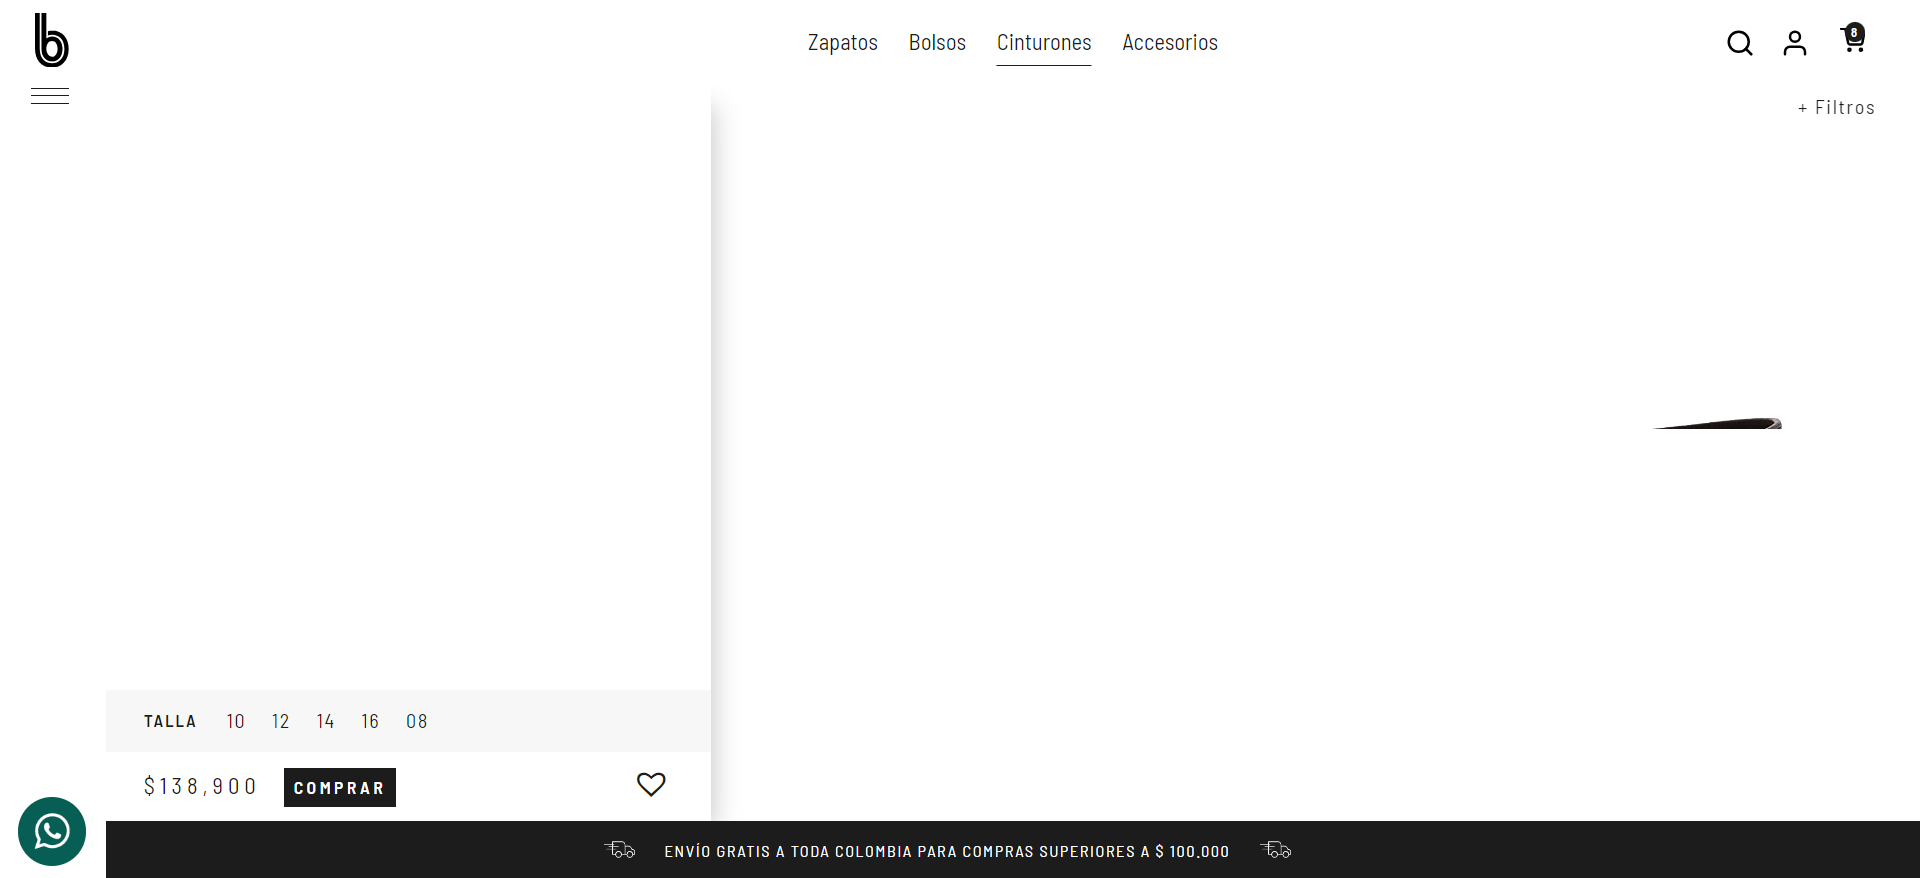 b
Zapatos Bolsos Cinturones Accesorios
8
+ Filtros
TALLA 10 12 14 16 08
$138,900 COMPRAR
ENVÍO GRATIS A TODA COLOMBIA PARA COMPRAS SUPERIORES A $ 100.000